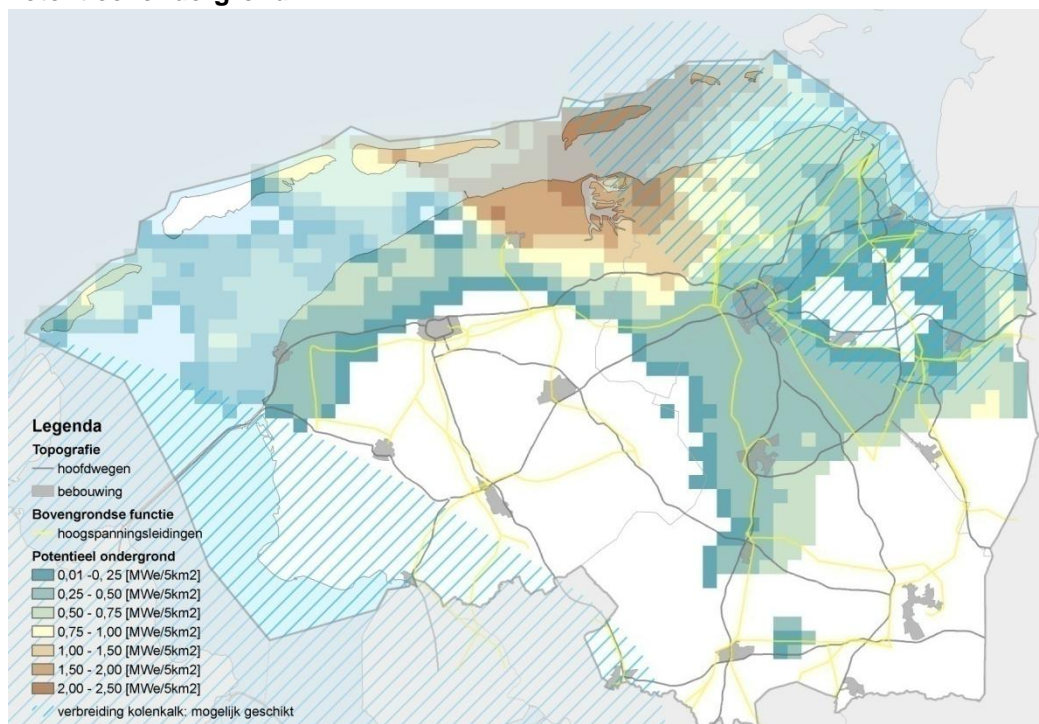 Legenda
Topografie
hoofdwegen
bebouwing
Bovengrondse functie
hoogspanningsleidingen
Potentieel ondergrond
0,01 -0, 25 [MWe/5km2]
0,25 - 0,50 [MWe/5km2]
0,50 - 0,75 [MWe/5km2]
0,75 - 1,00 [MWe/5km2]
1,00 - 1,50 [MWe/5km2]
1,50 - 2,00 [MWe/5km2]
2,00 - 2,50 [MWe/5km2]
verbreiding kolenkalk: mogelijk geschikt